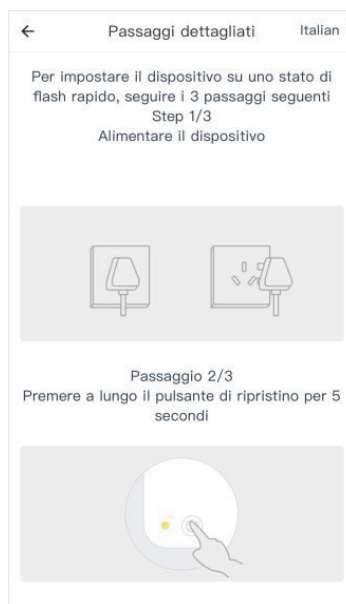 Passaggi dettagliati
Italian
Per impostare il dispositivo su uno stato di
flash rapido, seguire i 3 passaggi seguenti
Step 1/3
Alimentare il dispositivo
Passaggio 2/3
Premere a lungo il pulsante di ripristino per 5
secondi